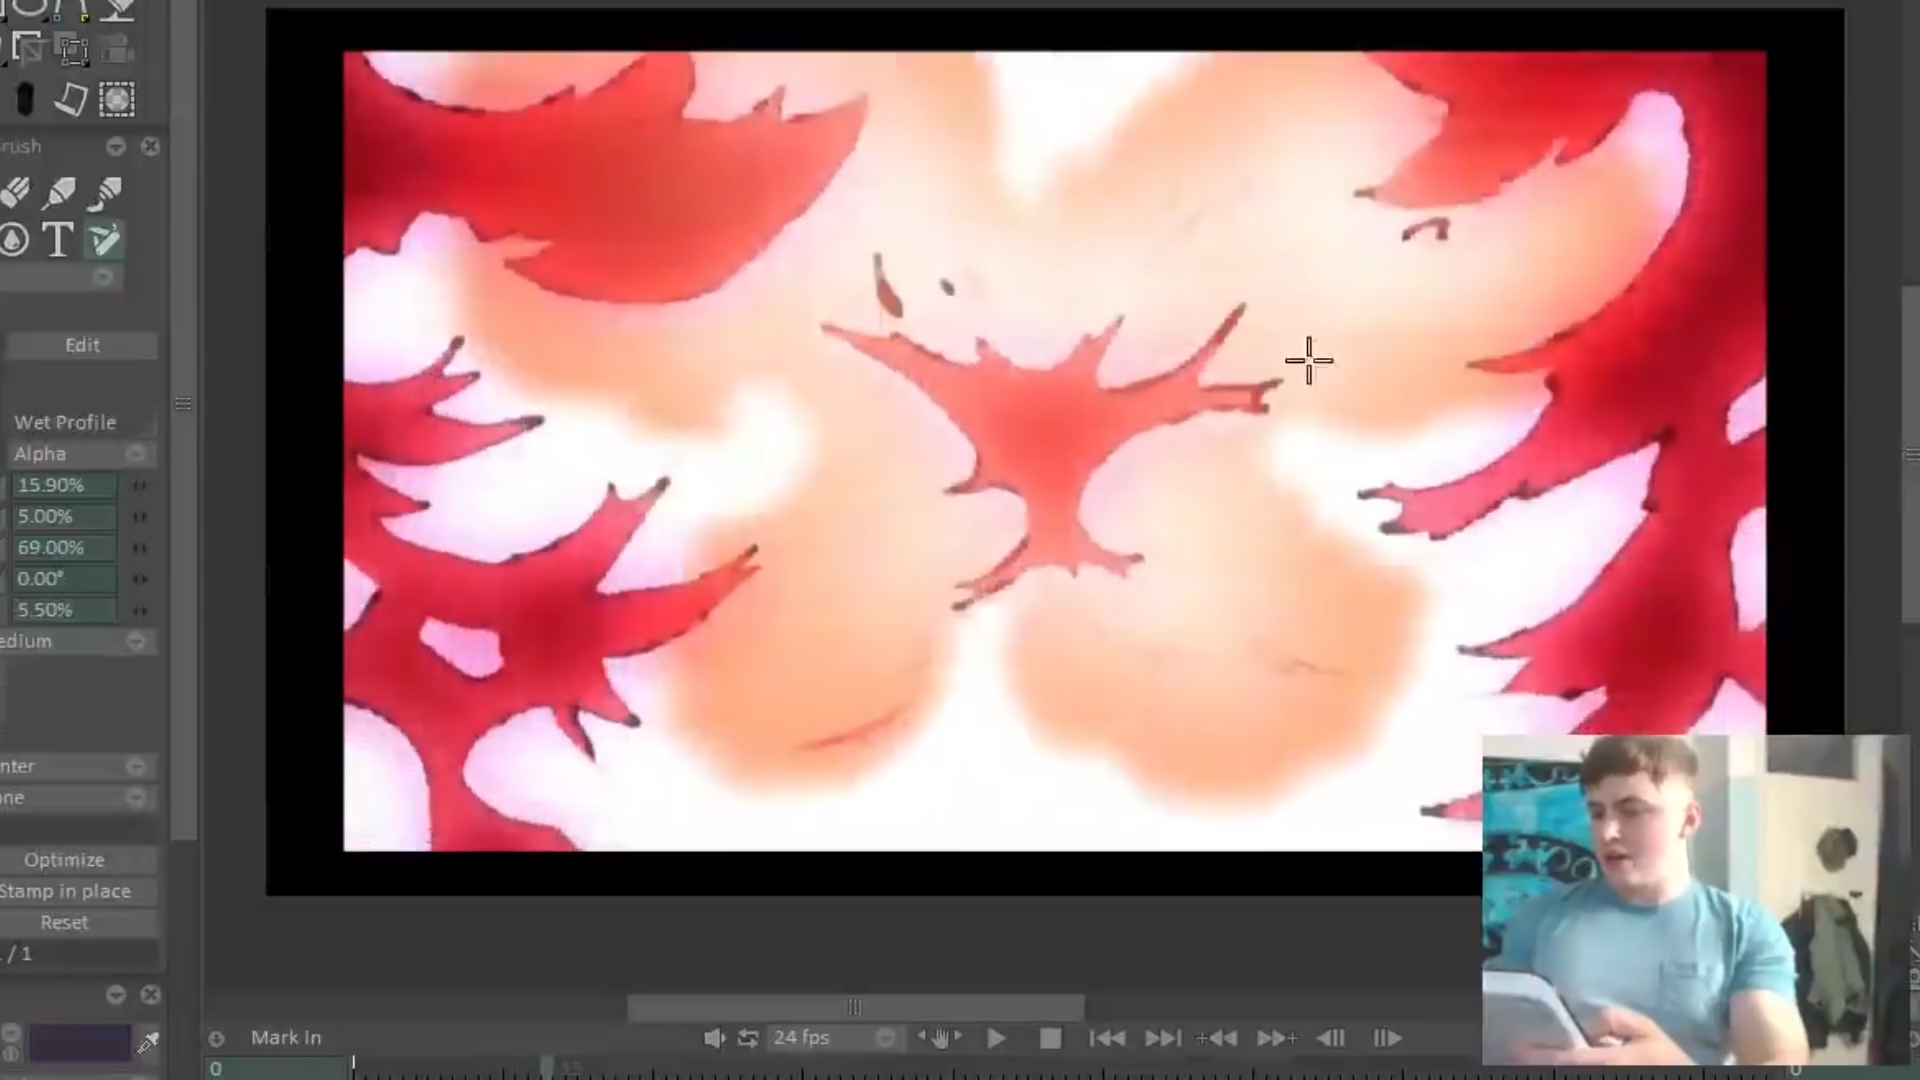 rush
T
Edit
Wet Profile
Alpha
15.90%
5.00%
69.00%
0.00°
5.50%
edium
nter
one
Optimize
Stamp in place
Reset
/ 1
Mark In
24 fps
0
0